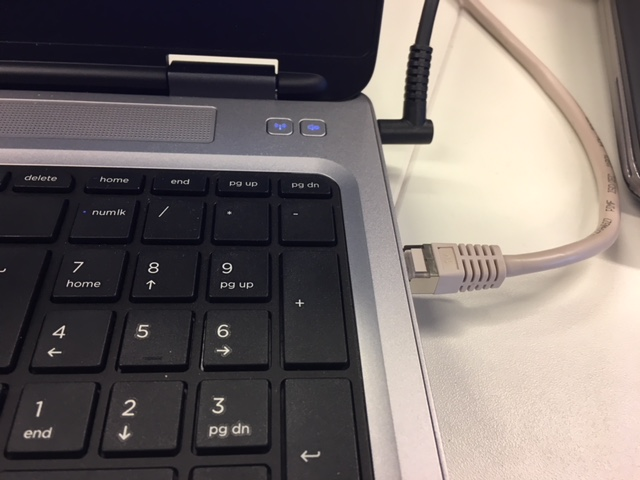 delete home end pg up pg dn
numlk / * -
7 8 9 +
home ↑ pg up
4 5 6
← →
1 2 3
end ↓ pg dn